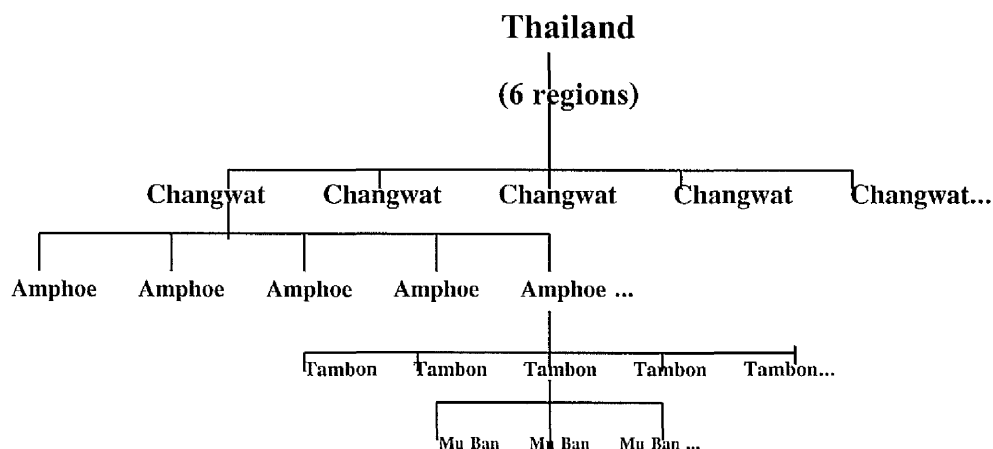 Thailand
(6 regions)
Changwat Changwat Changwat Changwat Changwat...
Amphoe Amphoe Amphoe Amphoe Amphoe ...
Tambon Tambon Tambon Tambon Tambon...
Mu Ban Mu Ban Mu Ban ...